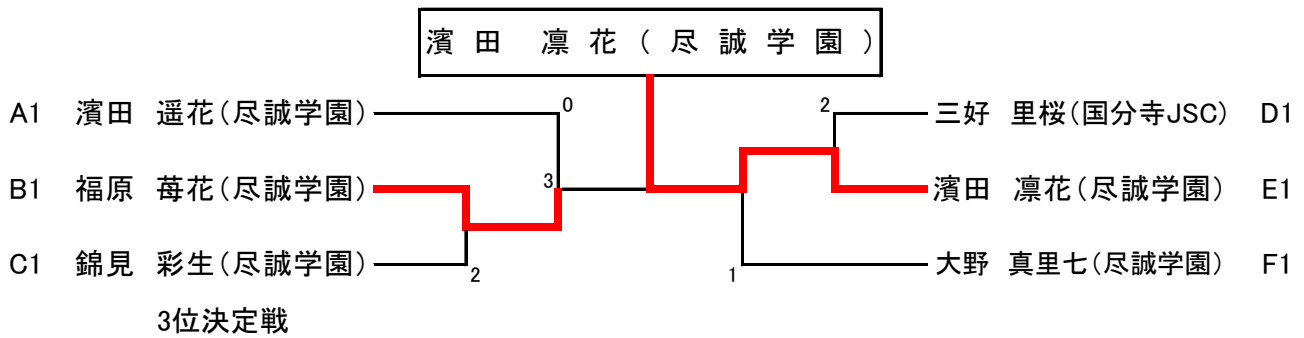 濱田 凛花(尽誠学園)
0
2
A1 濱田 遥花(尽誠学園)
三好 里桜(国分寺JSC) D1
3
B1 福原 苺花(尽誠学園)
濱田 凛花(尽誠学園) E1
C1 錦見 彩生(尽誠学園)
2
1
大野 真里七(尽誠学園) F1
3位決定戦